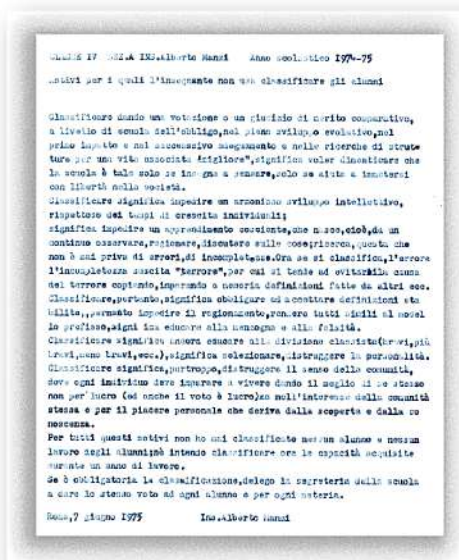 CLASSE IV SEZ.A INS.Alberto Manzi Anno scolastico 1974-75
motivi per i quali l'insegnante non usa classificare gli alunni
Classificare dando una votazione o un giudizio di merito comparativo,
a livello di scuola dell'obbligo,nel pieno sviluppo evolutivo,nel
primo impatto e nel successivo adeguamento e nelle ricerche di strutt
ture per una vita associata "migliore",significa voler dimenticare che
la scuola è tale solo se insegna a pensare,solo se aiuta a immettersi
con libertà nella società.
Classificare significa impedire un armonioso sviluppo intellettivo,
rispettoso dei tempi di crescita individuali;
significa impedire un apprendimento cosciente,che nasce,cioè,da un
continuo osservare,ragionare,discutere sulle cose;ricerca,questa che
non è mai priva di errori,di incompletezze.Ora se si classifica,l'errore
l'incompletezza suscita "terrore",per cui si tende ad evitar causa
del terrore copiando,imparando a memoria definizioni fatte da altri ecc.
Classificare,pertanto,significa obbligare ad accettare definizioni sta
bilite, impedire il ragionamento,rendere tutti simili al model
lo prefisso, educare alla menzogna e alla falsità.
Classificare significa ancora educare alla divisione classista(bravi,più
bravi,meno bravi,ecc.),significa selezionare,distruggere la personalità.
Classificare significa,purtroppo,distruggere il senso della comunità,
dove ogni individuo deve imparare a vivere dando il meglio di se stesso
non per lucro (ed anche il voto è lucro)ma nell'interesse della comunità
stessa e per il piacere personale che deriva dalla scoperta e dalla co
noscenza.
Per tutti questi motivi non ho mai classificato nessun alunno e nessun
lavoro degli alunni;nè intendo classificare ora le capacità acquisite
durante un anno di lavoro.
Se è obbligatoria la classificazione,delego la segreteria della scuola
a dare lo stesso voto ad ogni alunno e per ogni materia.
Roma,7 giugno 1975 Ins.Alberto Manzi